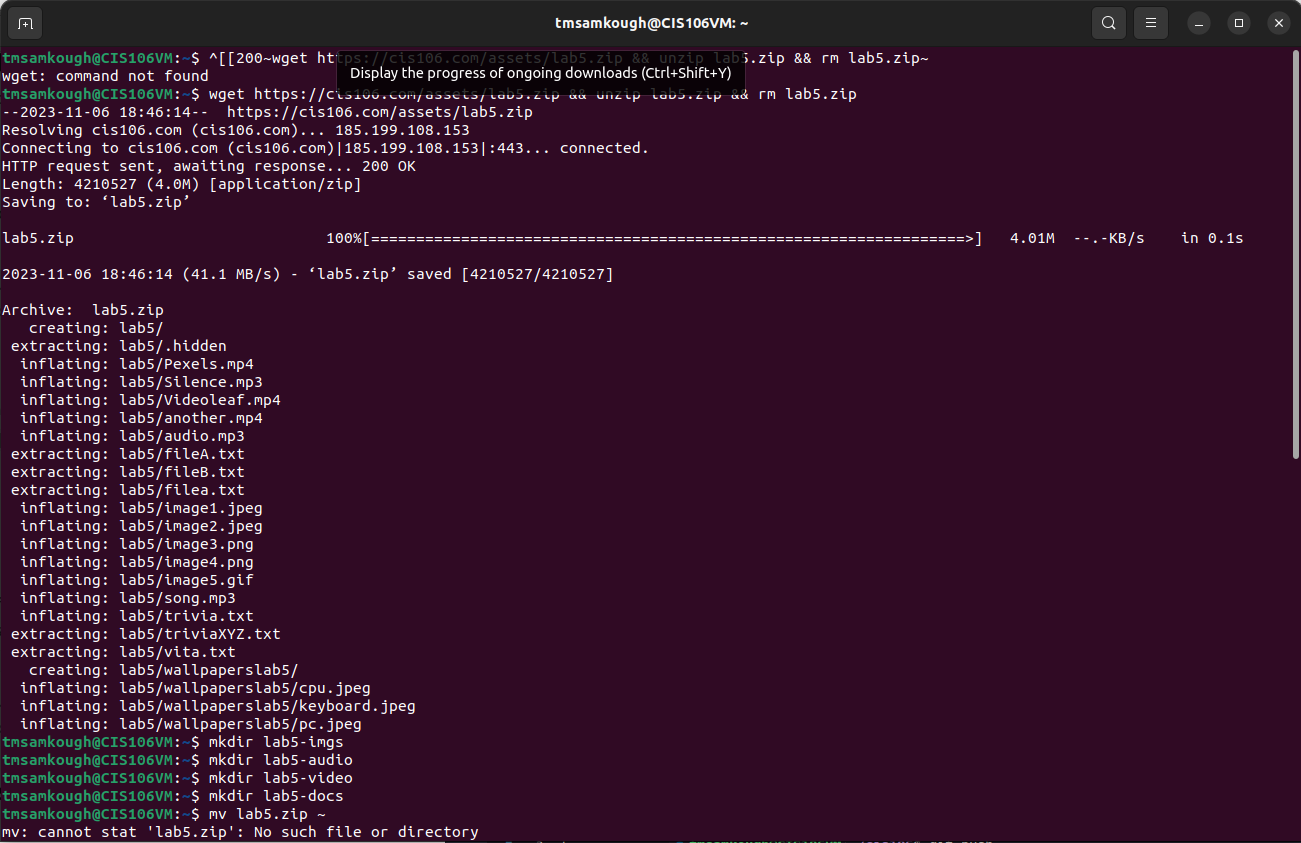 tmsamkough@CIS106VM: ~
tmsamkough@CIS106VM:~$ ^[[200~wget https://cis106.com/assets/lab5.zip && unzip lab5.zip && rm lab5.zip~
Display the progress of ongoing downloads (Ctrl+Shift+Y)
wget: command not found
tmsamkough@CIS106VM:~$ wget https://cis106.com/assets/lab5.zip && unzip lab5.zip && rm lab5.zip
--2023-11-06 18:46:14--  https://cis106.com/assets/lab5.zip
Resolving cis106.com (cis106.com)... 185.199.108.153
Connecting to cis106.com (cis106.com)|185.199.108.153|:443... connected.
HTTP request sent, awaiting response... 200 OK
Length: 4210527 (4.0M) [application/zip]
Saving to: ‘lab5.zip’
lab5.zip                            100%[==================================================================>]   4.01M  --.-KB/s    in 0.1s
2023-11-06 18:46:14 (41.1 MB/s) - ‘lab5.zip’ saved [4210527/4210527]
Archive:  lab5.zip
   creating: lab5/
 extracting: lab5/.hidden
  inflating: lab5/Pexels.mp4
  inflating: lab5/Silence.mp3
  inflating: lab5/Videoleaf.mp4
  inflating: lab5/another.mp4
  inflating: lab5/audio.mp3
 extracting: lab5/fileA.txt
 extracting: lab5/fileB.txt
 extracting: lab5/filea.txt
  inflating: lab5/image1.jpeg
  inflating: lab5/image2.jpeg
  inflating: lab5/image3.png
  inflating: lab5/image4.png
  inflating: lab5/image5.gif
  inflating: lab5/song.mp3
  inflating: lab5/trivia.txt
 extracting: lab5/triviaXYZ.txt
 extracting: lab5/vita.txt
   creating: lab5/wallpaperslab5/
  inflating: lab5/wallpaperslab5/cpu.jpeg
  inflating: lab5/wallpaperslab5/keyboard.jpeg
  inflating: lab5/wallpaperslab5/pc.jpeg
tmsamkough@CIS106VM:~$ mkdir lab5-imgs
tmsamkough@CIS106VM:~$ mkdir lab5-audio
tmsamkough@CIS106VM:~$ mkdir lab5-video
tmsamkough@CIS106VM:~$ mkdir lab5-docs
tmsamkough@CIS106VM:~$ mv lab5.zip ~
mv: cannot stat 'lab5.zip': No such file or directory